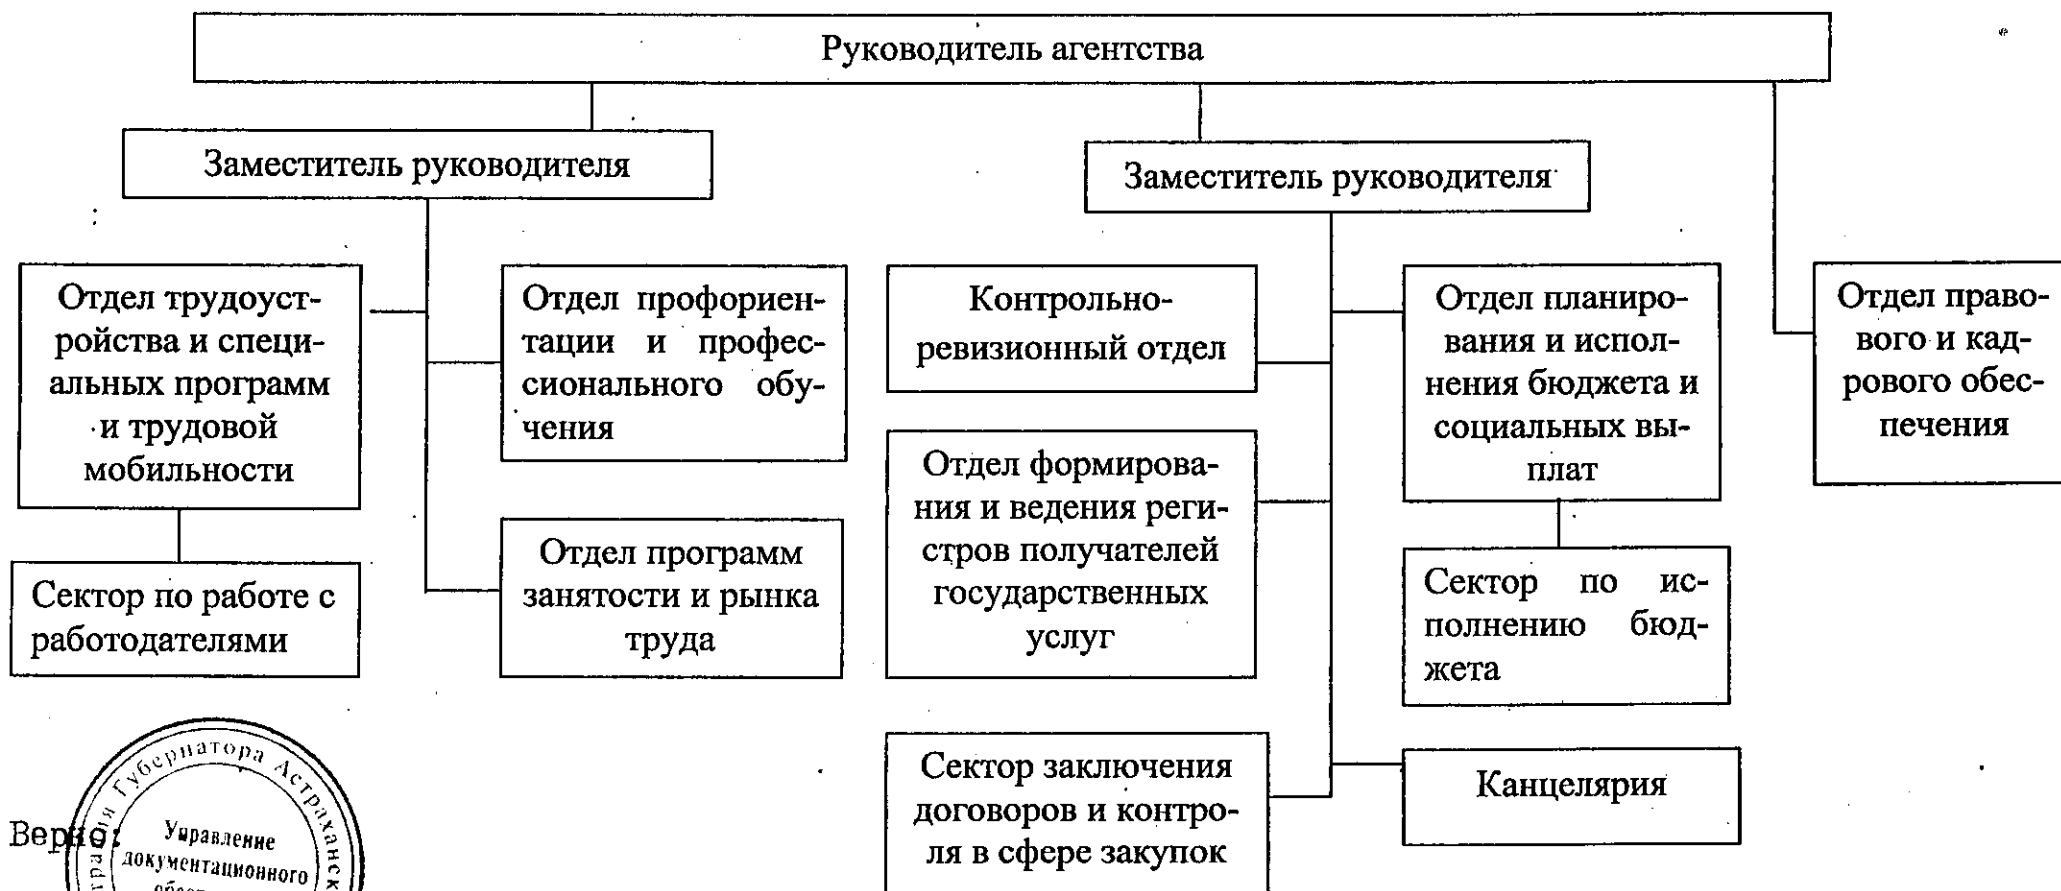 Руководитель агентства
Заместитель руководителя
Заместитель руководителя
Отдел трудоуст-
ройства и специ-
альных программ
и трудовой
мобильности
Отдел профориен-
тации и профес-
сионального обу-
чения
Контрольно-
ревизионный отдел
Отдел планиро-
вания и испол-
нения бюджета и
социальных вы-
плат
Отдел право-
вого и кад-
рового обес-
печения
Сектор по работе с
работодателями
Отдел программ
занятости и рынка
труда
Отдел формирова-
ния и ведения реги-
стров получателей
государственных
услуг
Сектор по ис-
полнению бюд-
жета
Сектор заключения
договоров и контро-
ля в сфере закупок
Канцелярия
Верно:
Губернатора
Управление
документационного